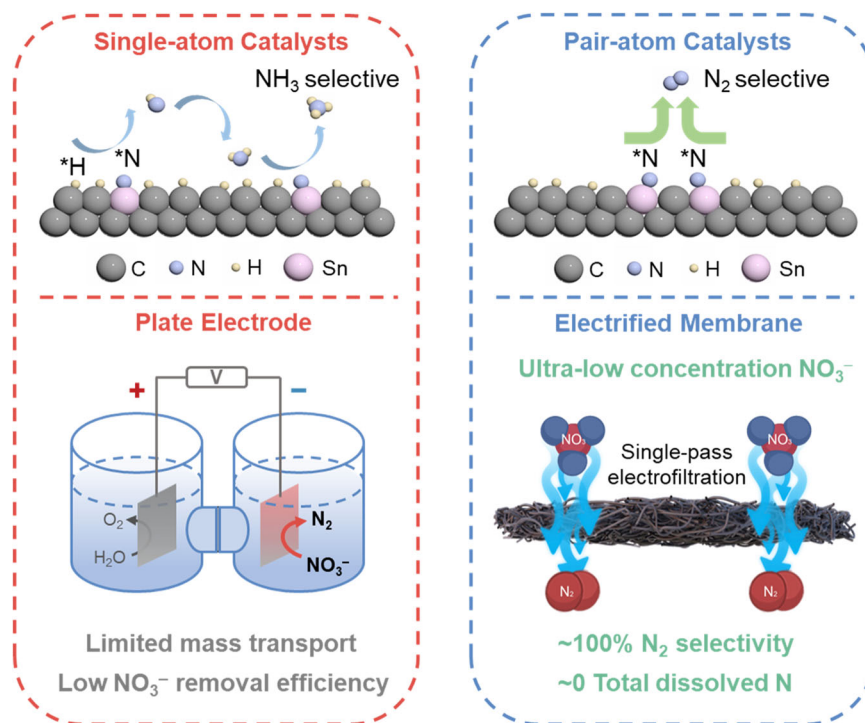 Single-atom Catalysts
NH₃ selective
*H
*N
C N H Sn
Plate Electrode
V
+
−
O₂
H₂O
N₂
NO₃⁻
Limited mass transport
Low NO₃⁻ removal efficiency
Pair-atom Catalysts
N₂ selective
*N *N
C N H Sn
Electrified Membrane
Ultra-low concentration NO₃⁻
NO₃ NO₃
Single-pass
electrofiltration
N₂ N₂
~100% N₂ selectivity
~0 Total dissolved N